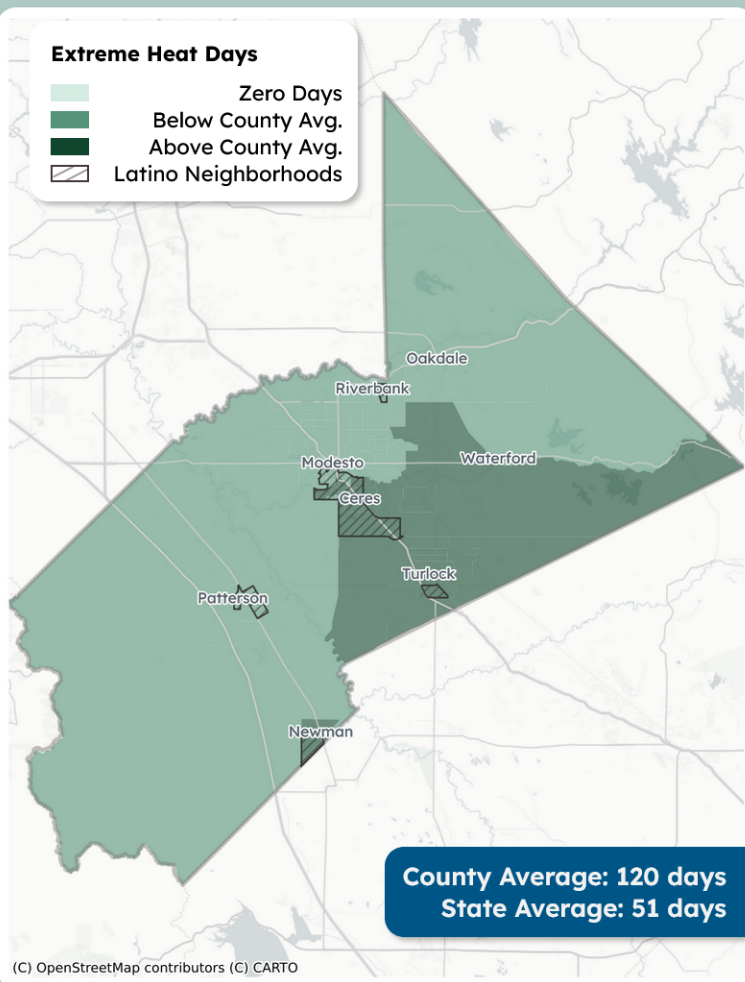 Extreme Heat Days
Zero Days
Below County Avg.
Above County Avg.
Latino Neighborhoods
Oakdale
Riverbank
Waterford
Modesto
Ceres
Turlock
Patterson
Newman
County Average: 120 days
State Average: 51 days
(C) OpenStreetMap contributors (C) CARTO